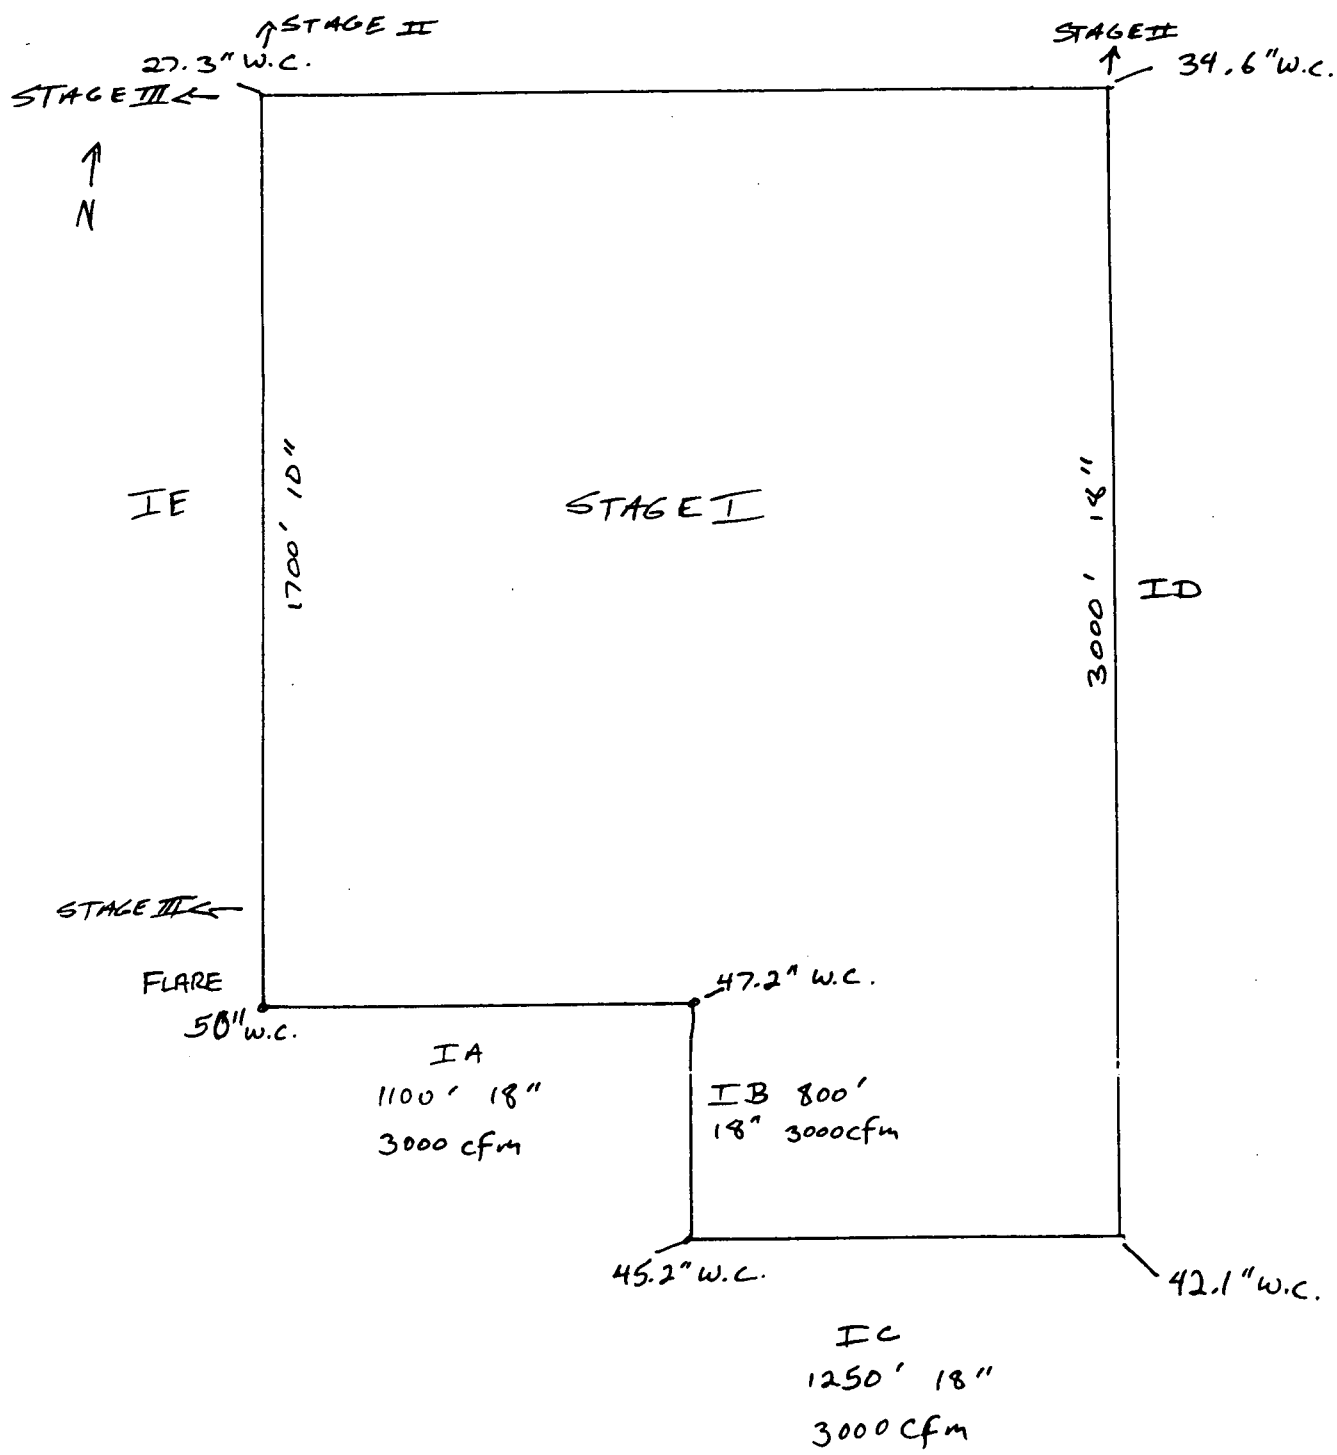 STAGE II
STAGE II
27.3" W.C.
34.6" W.C.
STAGE III
N
1700' 10"
IE
STAGE I
3000' 18"
ID
STAGE III
FLARE
47.2" W.C.
50" W.C.
IA
1100' 18"
3000 cfm
IB 800'
18" 3000 cfm
45.2" W.C.
42.1" W.C.
IC
1250' 18"
3000 cfm